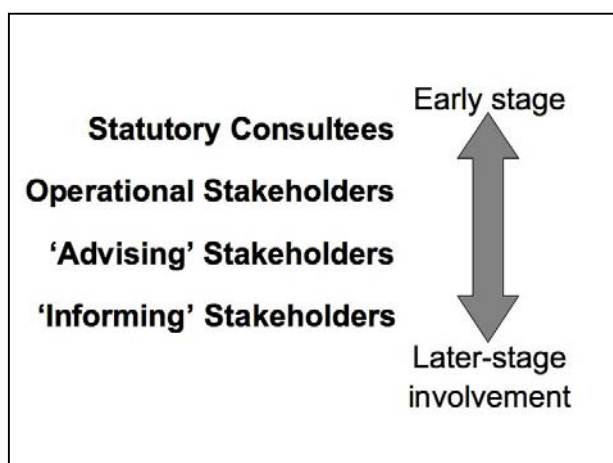 Early stage
Statutory Consultees
Operational Stakeholders
‘Advising’ Stakeholders
‘Informing’ Stakeholders
Later-stage
involvement